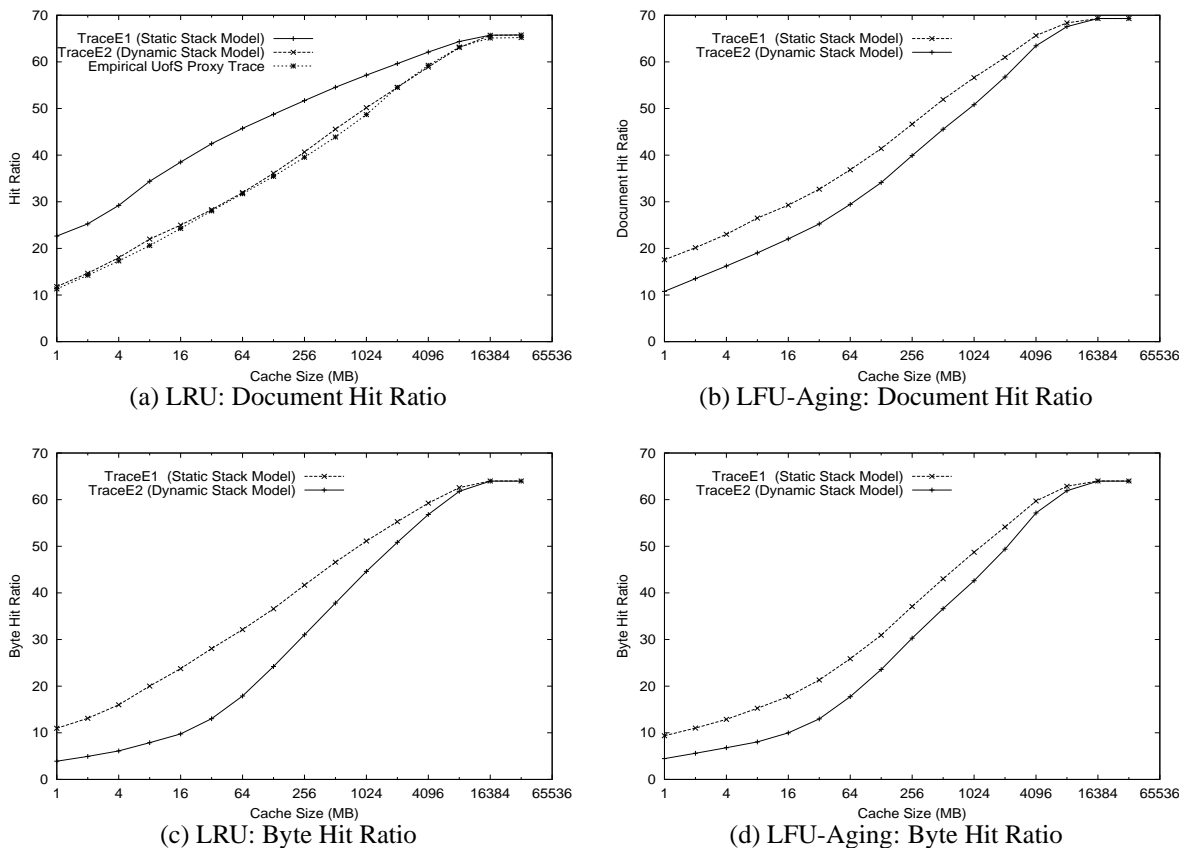 70
60
50
40
30
20
10
0
Hit Ratio
TraceE1 (Static Stack Model)
TraceE2 (Dynamic Stack Model)
Empirical UofS Proxy Trace
1 4 16 64 256 1024 4096 16384 65536
Cache Size (MB)
(a) LRU: Document Hit Ratio
70
60
50
40
30
20
10
0
Document Hit Ratio
TraceE1 (Static Stack Model)
TraceE2 (Dynamic Stack Model)
1 4 16 64 256 1024 4096 16384 65536
Cache Size (MB)
(b) LFU-Aging: Document Hit Ratio
70
60
50
40
30
20
10
0
Byte Hit Ratio
TraceE1 (Static Stack Model)
TraceE2 (Dynamic Stack Model)
1 4 16 64 256 1024 4096 16384 65536
Cache Size (MB)
(c) LRU: Byte Hit Ratio
70
60
50
40
30
20
10
0
Byte Hit Ratio
TraceE1 (Static Stack Model)
TraceE2 (Dynamic Stack Model)
1 4 16 64 256 1024 4096 16384 65536
Cache Size (MB)
(d) LFU-Aging: Byte Hit Ratio